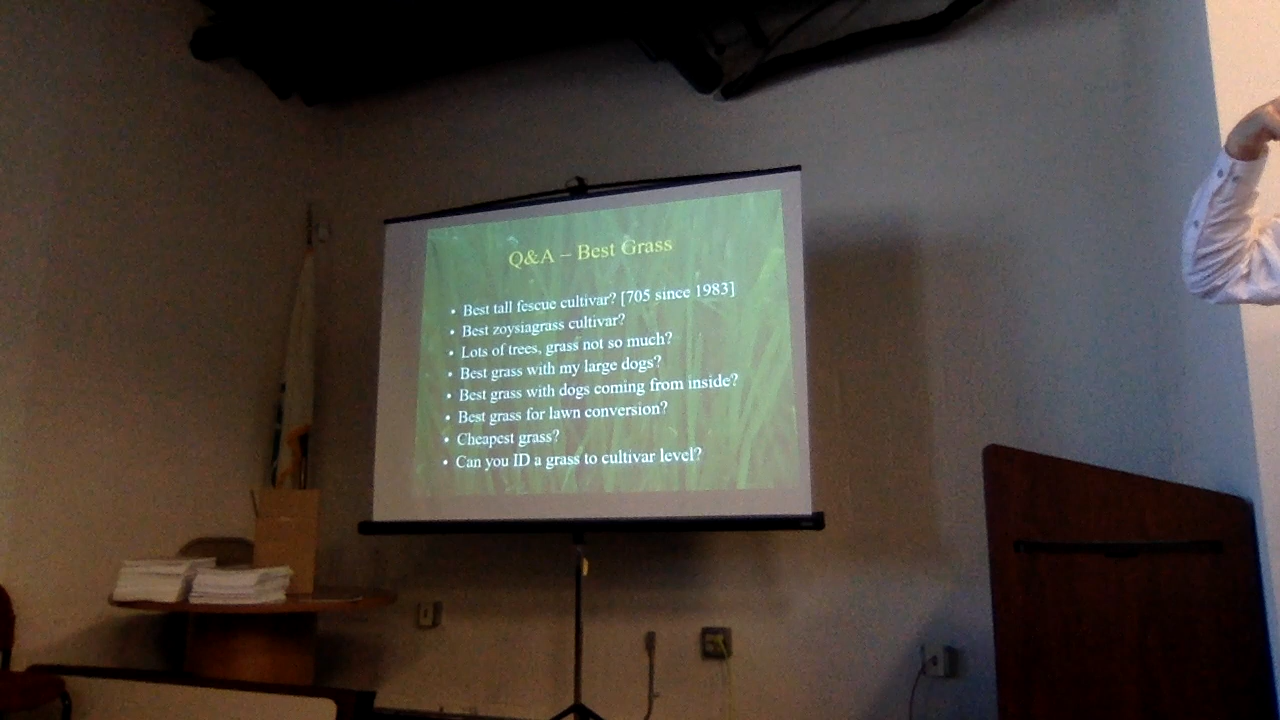 Q&A – Best Grass
• Best tall fescue cultivar? [705 since 1983]
• Best zoysiagrass cultivar?
• Lots of trees, grass not so much?
• Best grass with my large dogs?
• Best grass with dogs coming from inside?
• Best grass for lawn conversion?
• Cheapest grass?
• Can you ID a grass to cultivar level?